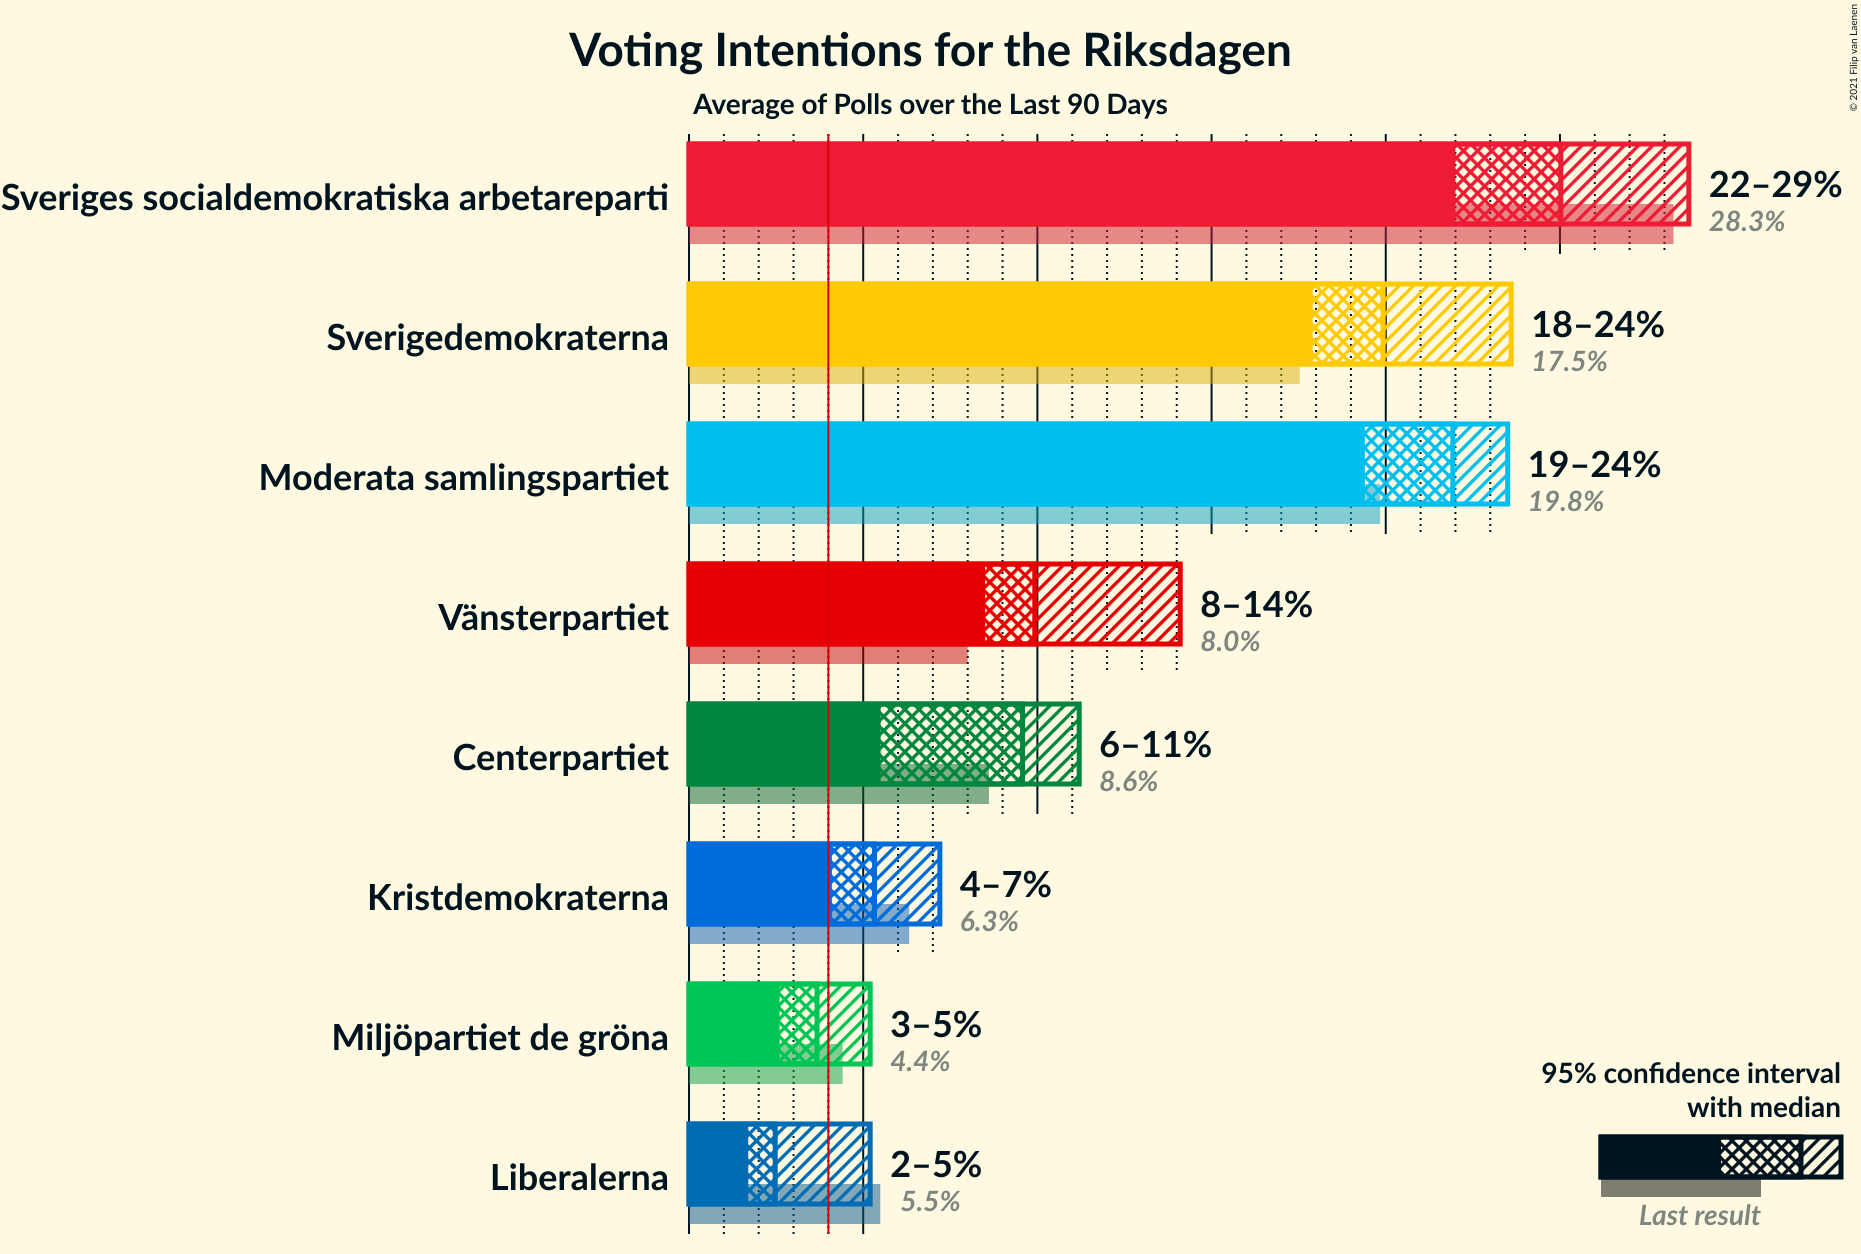 Voting Intentions for the Riksdagen
Average of Polls over the Last 90 Days
© 2021 Filip van Laenen
Sveriges socialdemokratiska arbetareparti
22–29%
28.3%
Sverigedemokraterna
18–24%
17.5%
Moderata samlingspartiet
19–24%
19.8%
Vänsterpartiet
8–14%
8.0%
Centerpartiet
6–11%
8.6%
Kristdemokraterna
4–7%
6.3%
Miljöpartiet de gröna
3–5%
4.4%
Liberalerna
2–5%
5.5%
95% confidence interval
with median
Last result